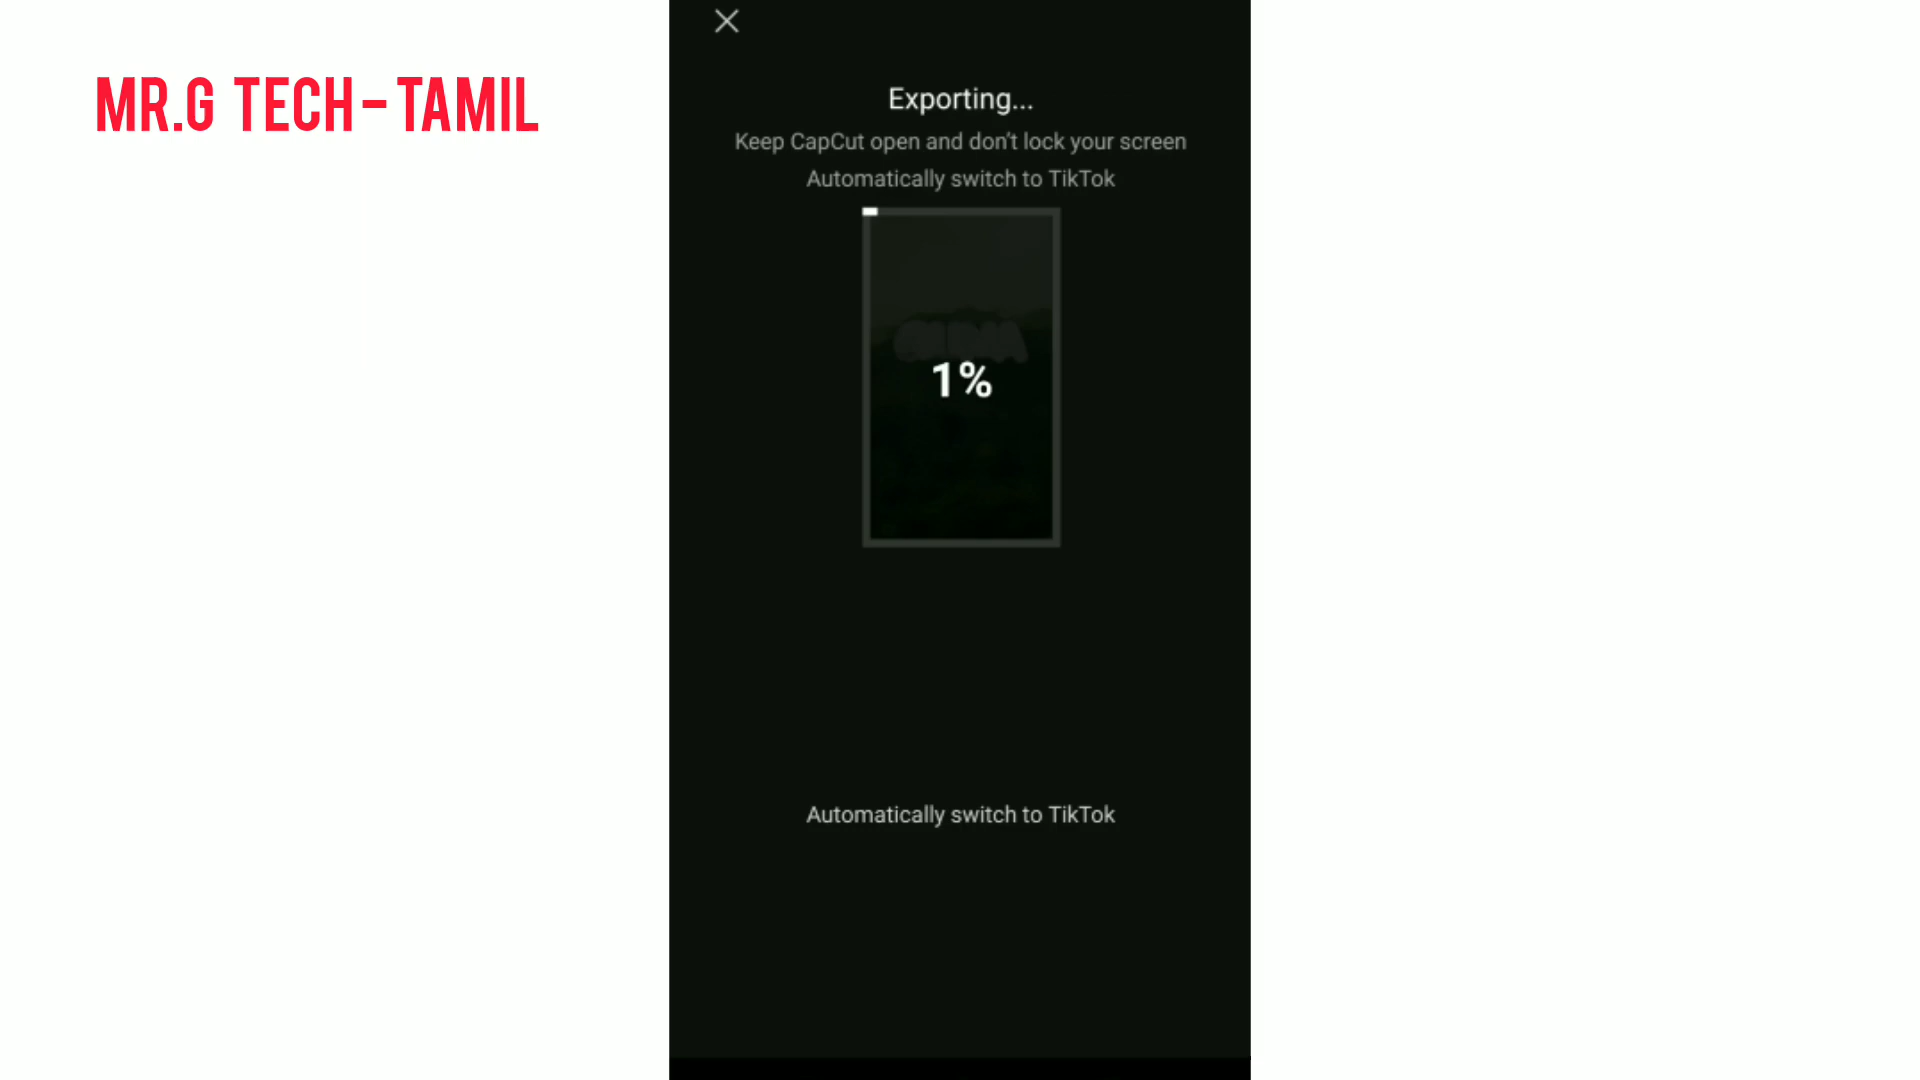 MR.G TECH - TAMIL
Exporting...
Keep CapCut open and don't lock your screen
Automatically switch to TikTok
1%
Automatically switch to TikTok